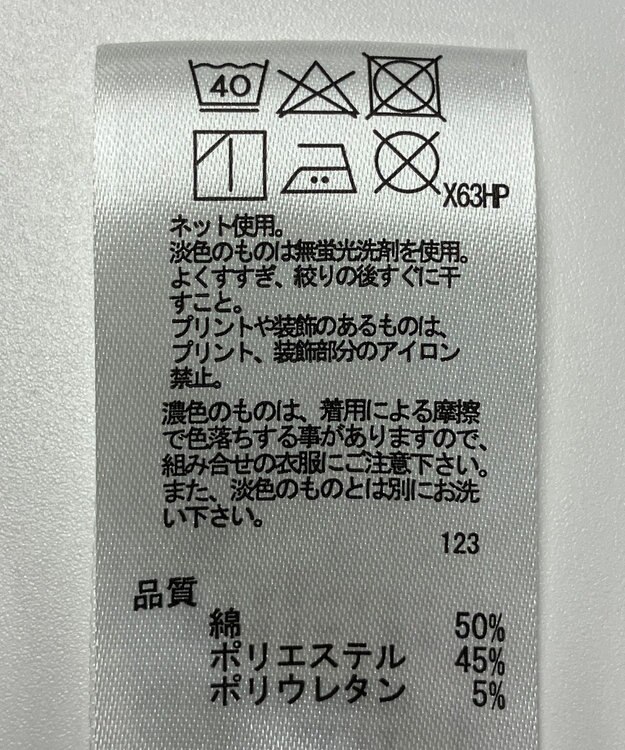 40
X63HP
ネット使用。
淡色のものは無蛍光洗剤を使用。
よくすすぎ、絞りの後すぐに干
すこと。
プリントや装飾のあるものは、
プリント、装飾部分のアイロン
禁止。
濃色のものは、着用による摩擦
で色落ちする事がありますので、
組み合せの衣服にご注意下さい。
また、淡色のものとは別にお洗
い下さい。
123
品質
綿 50%
ポリエステル 45%
ポリウレタン 5%